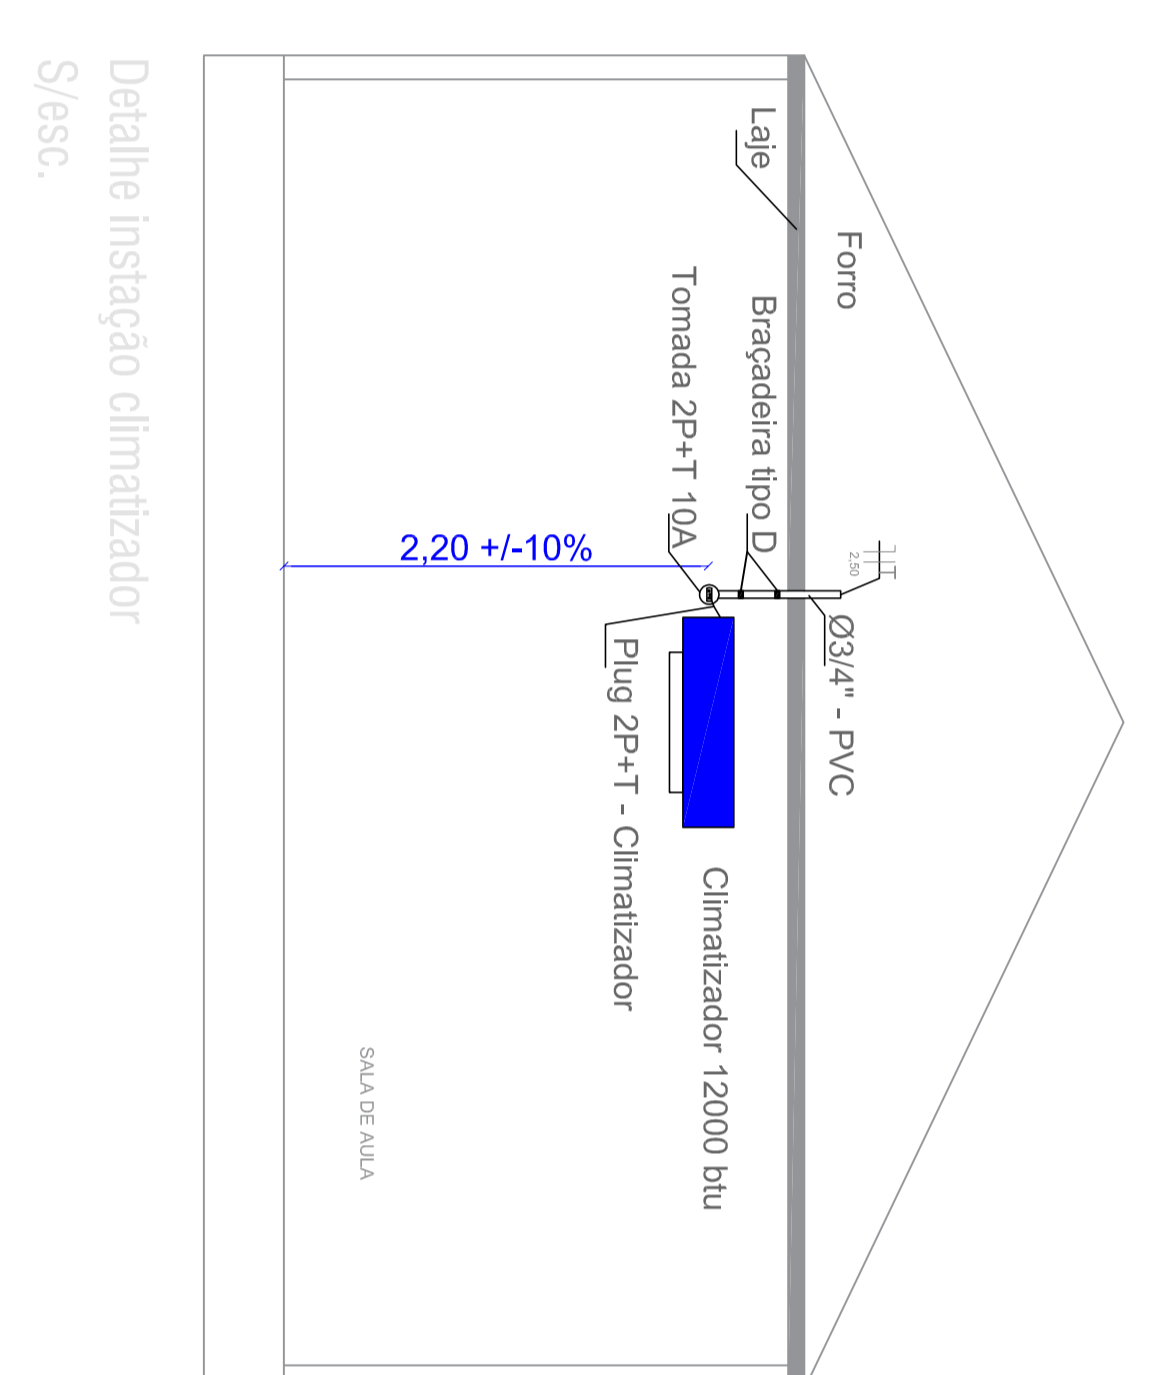 Forro
2,50
T
Ø3/4" - PVC
Laje
Braçadeira tipo D
Tomada 2P+T 10A
Climatizador 12000 btu
Plug 2P+T - Climatizador
2,20 +/-10%
SALA DE AULA
Detalhe instação climatizador
S/esc.